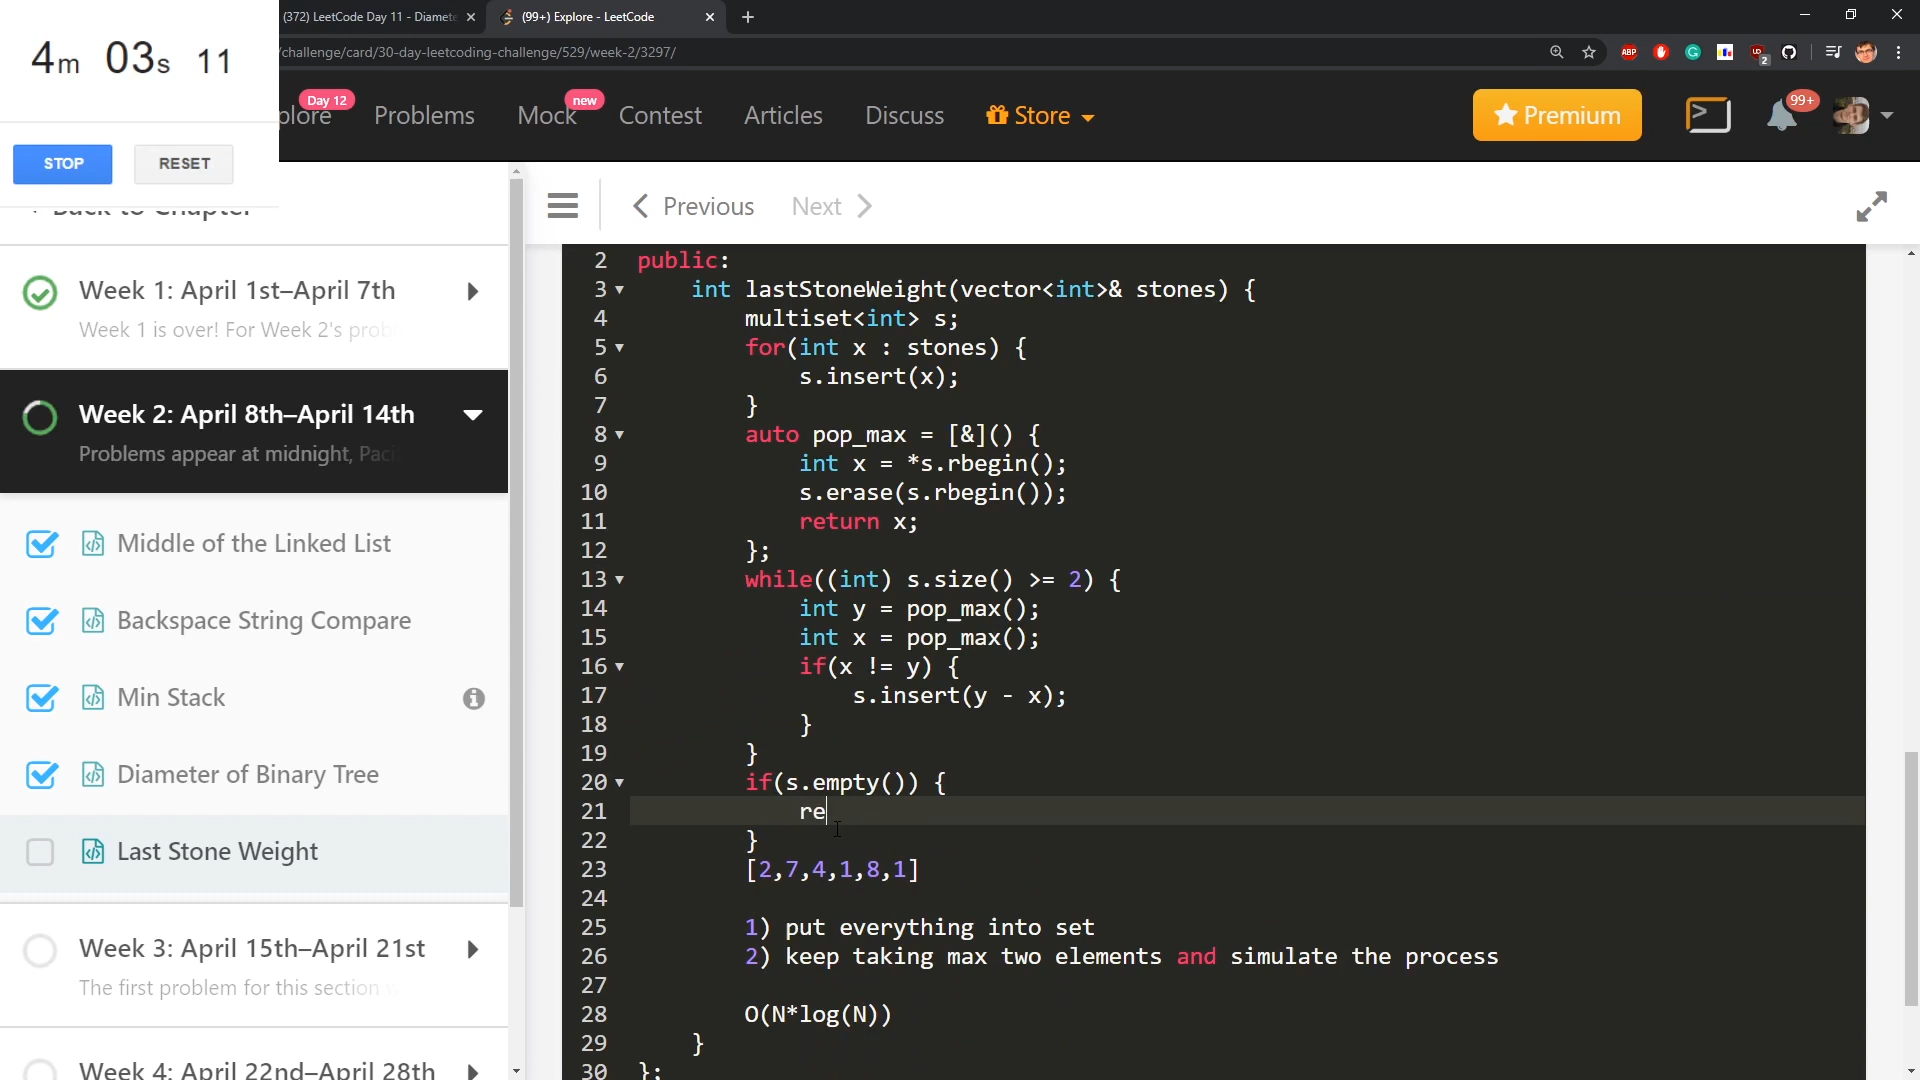 (372) LeetCode Day 11 - Diamete
(99+) Explore - LeetCode
4m 03s 11
/challenge/card/30-day-leetcoding-challenge/529/week-2/3297/
ABP
2
plore
Day 12
Problems
Mock
new
Contest
Articles
Discuss
Store
Premium
99+
STOP
RESET
Back to Chapter
Previous
Next
Week 1: April 1st–April 7th
Week 1 is over! For Week 2's prob
Week 2: April 8th–April 14th
Problems appear at midnight, Paci
Middle of the Linked List
Backspace String Compare
Min Stack
Diameter of Binary Tree
Last Stone Weight
Week 3: April 15th–April 21st
The first problem for this section
Week 4: April 22nd–April 28th
2 public:
3 int lastStoneWeight(vector<int>& stones) {
4 multiset<int> s;
5 for(int x : stones) {
6 s.insert(x);
7 }
8 auto pop_max = [&]() {
9 int x = *s.rbegin();
10 s.erase(s.rbegin());
11 return x;
12 };
13 while((int) s.size() >= 2) {
14 int y = pop_max();
15 int x = pop_max();
16 if(x != y) {
17 s.insert(y - x);
18 }
19 }
20 if(s.empty()) {
21 re
22 }
23 [2,7,4,1,8,1]
24
25 1) put everything into set
26 2) keep taking max two elements and simulate the process
27
28 O(N*log(N))
29 }
30 };